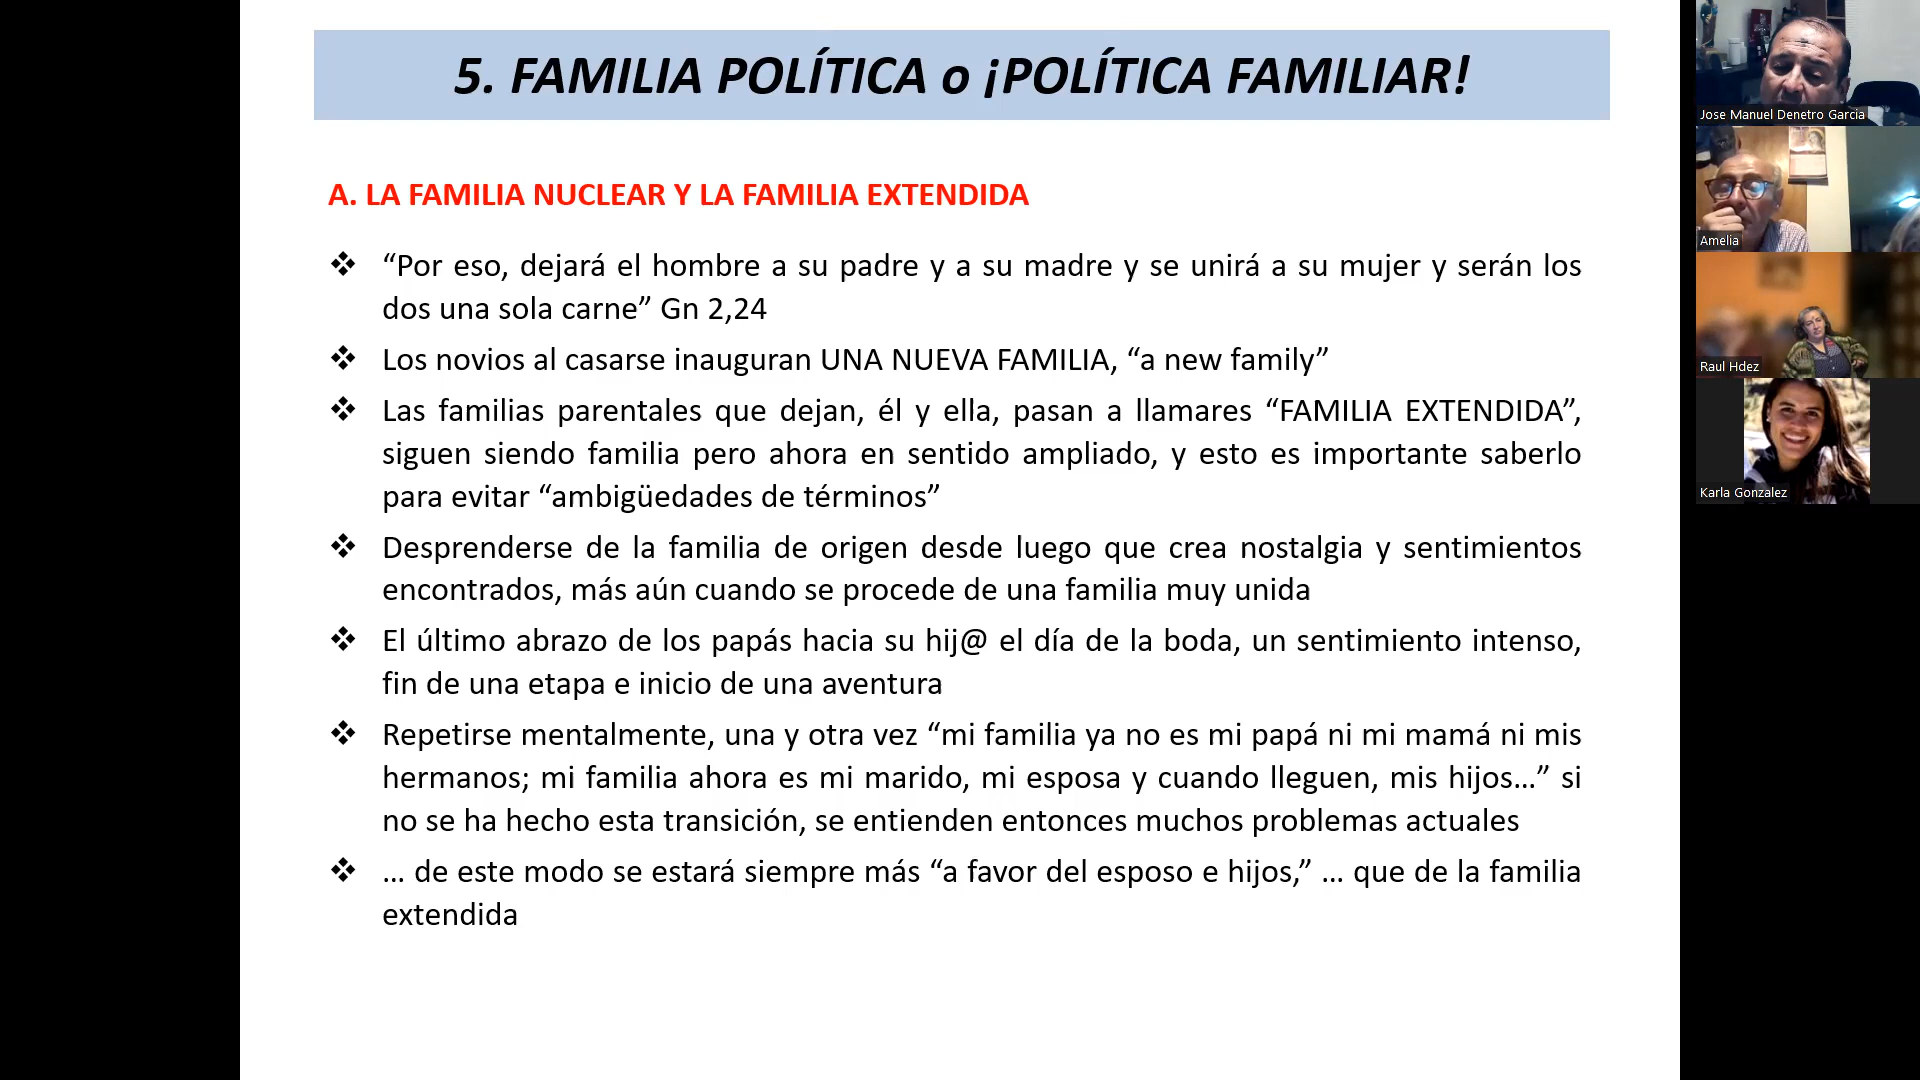 5. FAMILIA POLÍTICA o ¡POLÍTICA FAMILIAR!
A. LA FAMILIA NUCLEAR Y LA FAMILIA EXTENDIDA
❖ “Por eso, dejará el hombre a su padre y a su madre y se unirá a su mujer y serán los
dos una sola carne” Gn 2,24
❖ Los novios al casarse inauguran UNA NUEVA FAMILIA, “a new family”
❖ Las familias parentales que dejan, él y ella, pasan a llamares “FAMILIA EXTENDIDA”,
siguen siendo familia pero ahora en sentido ampliado, y esto es importante saberlo
para evitar “ambigüedades de términos”
❖ Desprenderse de la familia de origen desde luego que crea nostalgia y sentimientos
encontrados, más aún cuando se procede de una familia muy unida
❖ El último abrazo de los papás hacia su hij@ el día de la boda, un sentimiento intenso,
fin de una etapa e inicio de una aventura
❖ Repetirse mentalmente, una y otra vez “mi familia ya no es mi papá ni mi mamá ni mis
hermanos; mi familia ahora es mi marido, mi esposa y cuando lleguen, mis hijos…” si
no se ha hecho esta transición, se entienden entonces muchos problemas actuales
❖ … de este modo se estará siempre más “a favor del esposo e hijos,” … que de la familia
extendida
Jose Manuel Denetro Garcia
Amelia
Raul Hdez
Karla Gonzalez